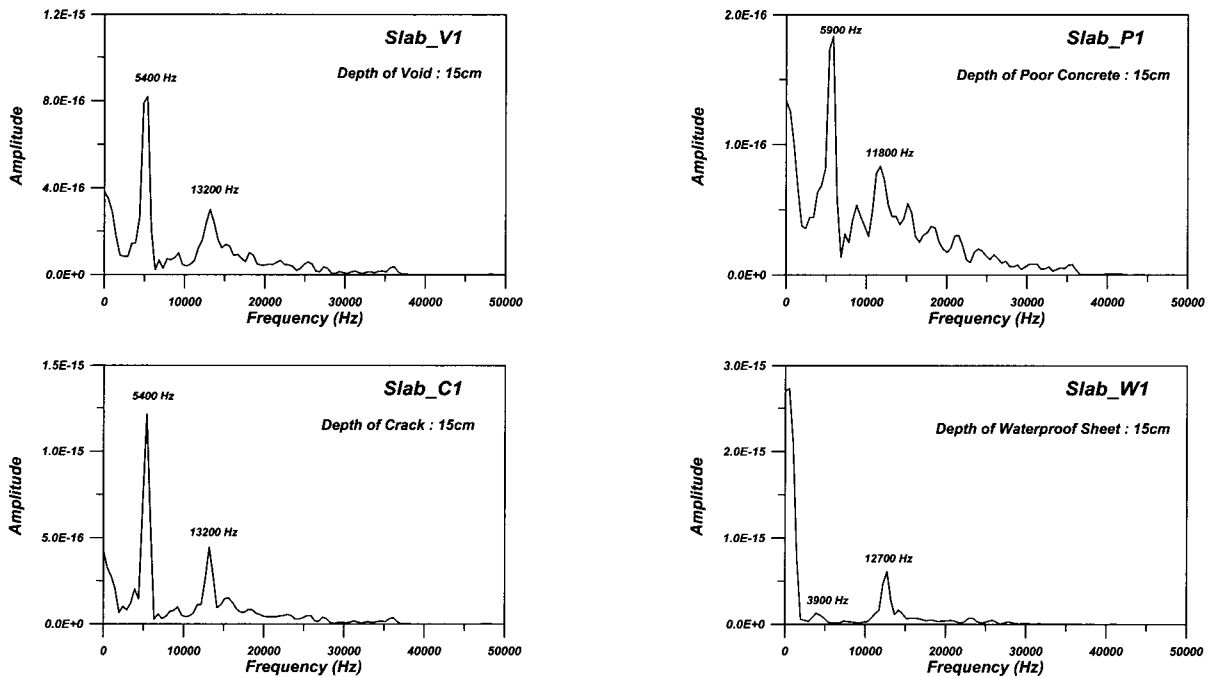 1.2E-15
8.0E-16
4.0E-16
0.0E+0
Amplitude
Slab_V1
Depth of Void : 15cm
5400 Hz
13200 Hz
0 10000 20000 30000 40000 50000
Frequency (Hz)
2.0E-16
1.0E-16
0.0E+0
Amplitude
Slab_P1
Depth of Poor Concrete : 15cm
5900 Hz
11800 Hz
0 10000 20000 30000 40000 50000
Frequency (Hz)
1.5E-15
1.0E-15
5.0E-16
0.0E+0
Amplitude
Slab_C1
Depth of Crack : 15cm
5400 Hz
13200 Hz
0 10000 20000 30000 40000 50000
Frequency (Hz)
3.0E-15
2.0E-15
1.0E-15
0.0E+0
Amplitude
Slab_W1
Depth of Waterproof Sheet : 15cm
12700 Hz
3900 Hz
0 10000 20000 30000 40000 50000
Frequency (Hz)